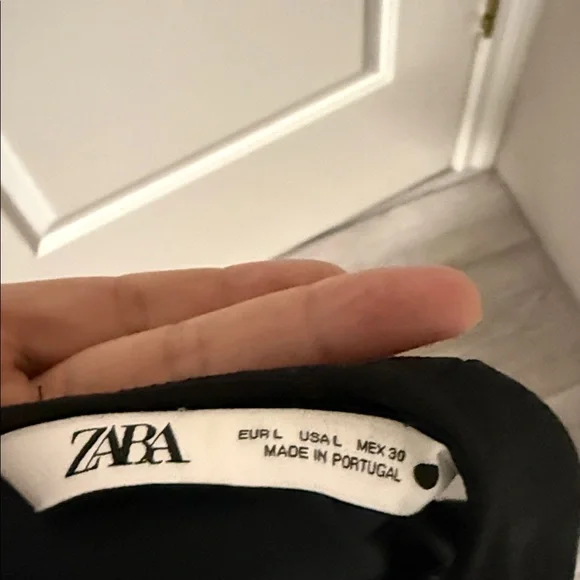 ZARA
EUR L USA L MEX 30
MADE IN PORTUGAL